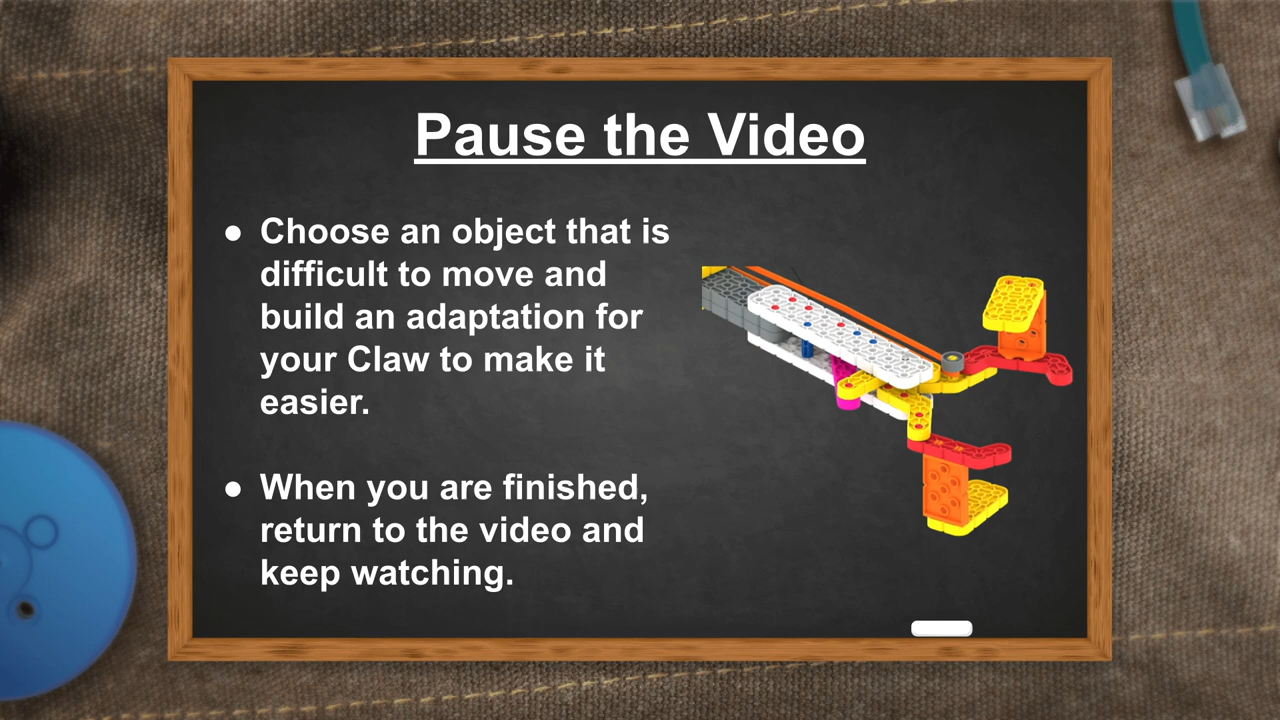 Pause the Video
● Choose an object that is
difficult to move and
build an adaptation for
your Claw to make it
easier.
● When you are finished,
return to the video and
keep watching.